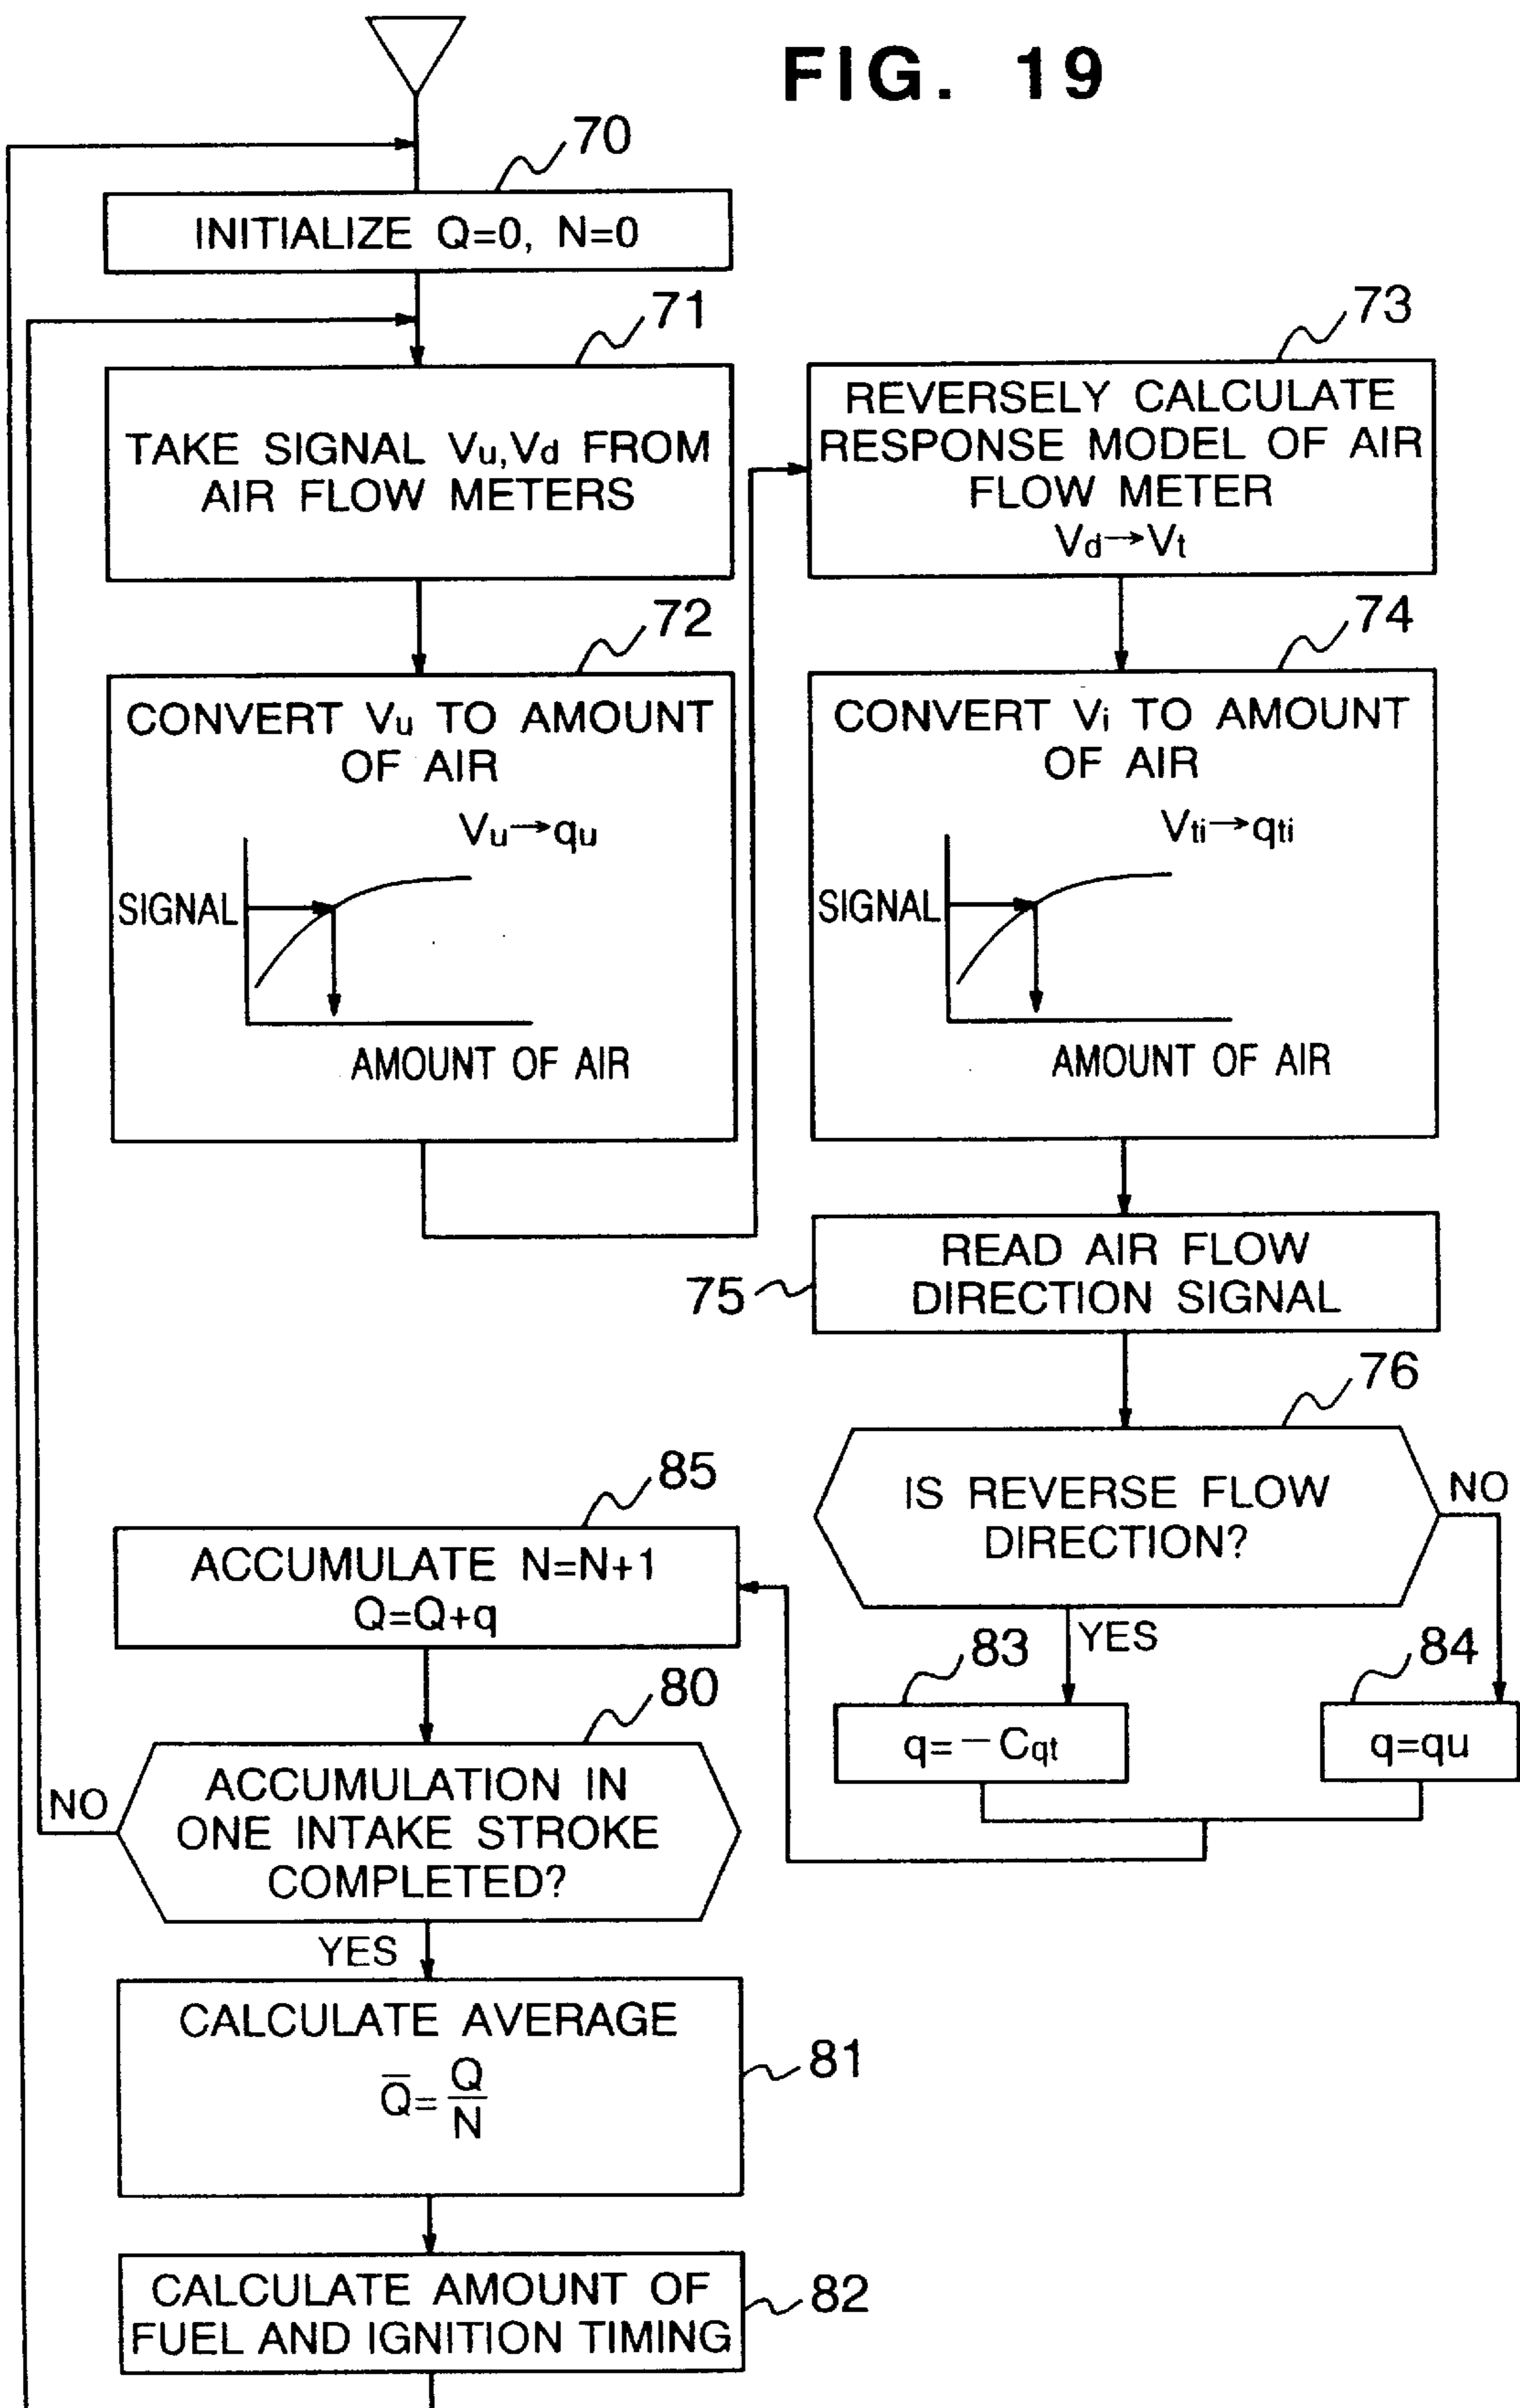 FIG. 19
70
INITIALIZE Q=0, N=0
71
TAKE SIGNAL Vu,Vd FROM
AIR FLOW METERS
72
CONVERT Vu TO AMOUNT
OF AIR
Vu→qu
SIGNAL
AMOUNT OF AIR
73
REVERSELY CALCULATE
RESPONSE MODEL OF AIR
FLOW METER
Vd→Vt
74
CONVERT Vi TO AMOUNT
OF AIR
Vti→qti
SIGNAL
AMOUNT OF AIR
75
READ AIR FLOW
DIRECTION SIGNAL
76
IS REVERSE FLOW
DIRECTION?
NO
YES
83
q=-Cqt
84
q=qu
85
ACCUMULATE N=N+1
Q=Q+q
80
ACCUMULATION IN
ONE INTAKE STROKE
COMPLETED?
NO
YES
81
CALCULATE AVERAGE
Q̅=Q/N
82
CALCULATE AMOUNT OF
FUEL AND IGNITION TIMING